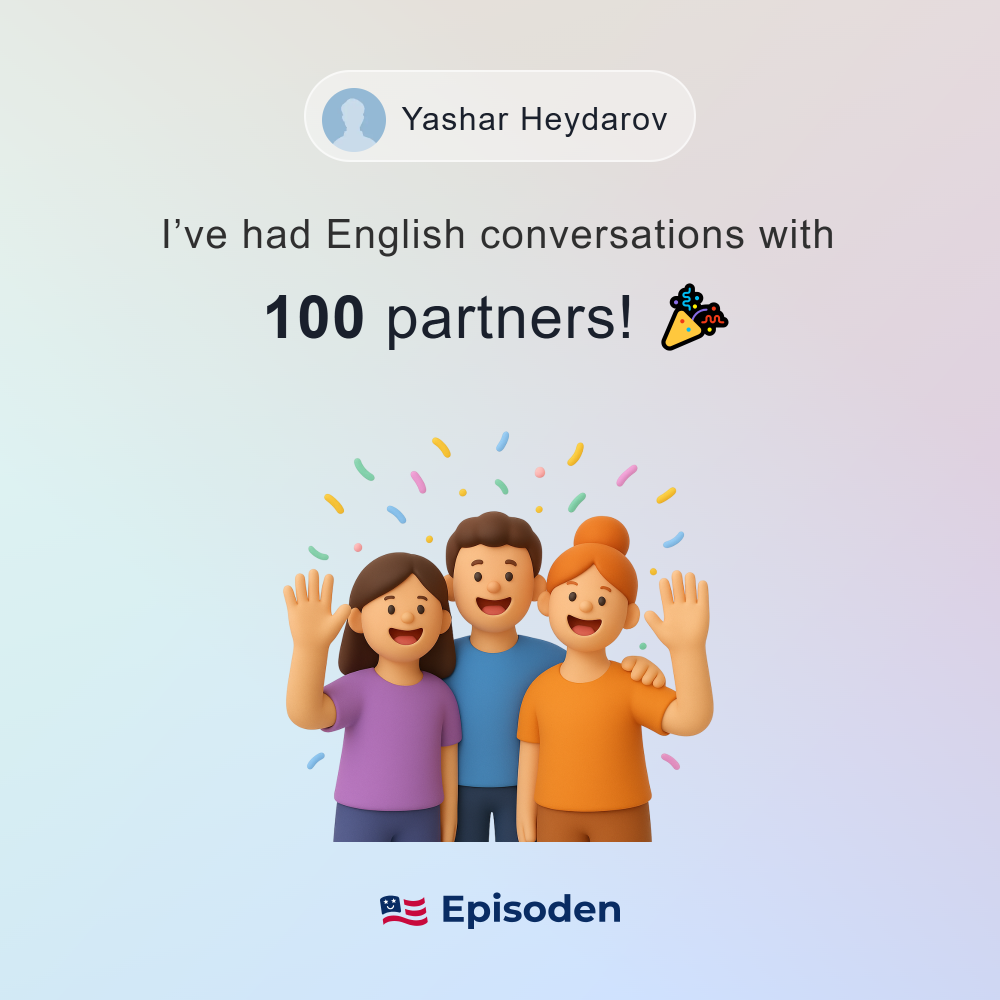 Yashar Heydarov
I’ve had English conversations with
100 partners! 🎉
Episoden